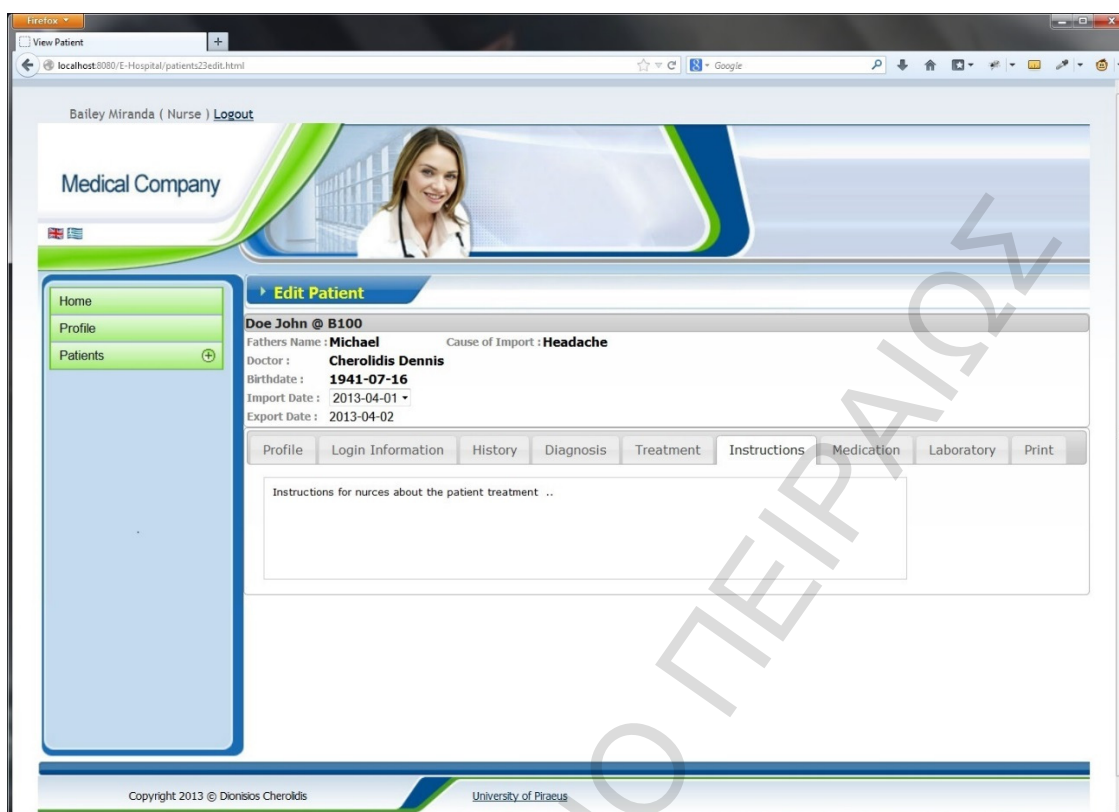 Firefox
View Patient
localhost:8080/E-Hospital/patients23edit.html
Google
Bailey Miranda ( Nurse ) Logout
Medical Company
Home
Profile
Patients
Edit Patient
Doe John @ B100
Fathers Name : Michael Cause of Import : Headache
Doctor : Cherolidis Dennis
Birthdate : 1941-07-16
Import Date : 2013-04-01
Export Date : 2013-04-02
Profile Login Information History Diagnosis Treatment Instructions Medication Laboratory Print
Instructions for nurces about the patient treatment ..
Copyright 2013 © Dionisios Cherolidis University of Piraeus
Ο ΠΕΙΡΑΙΩΣ